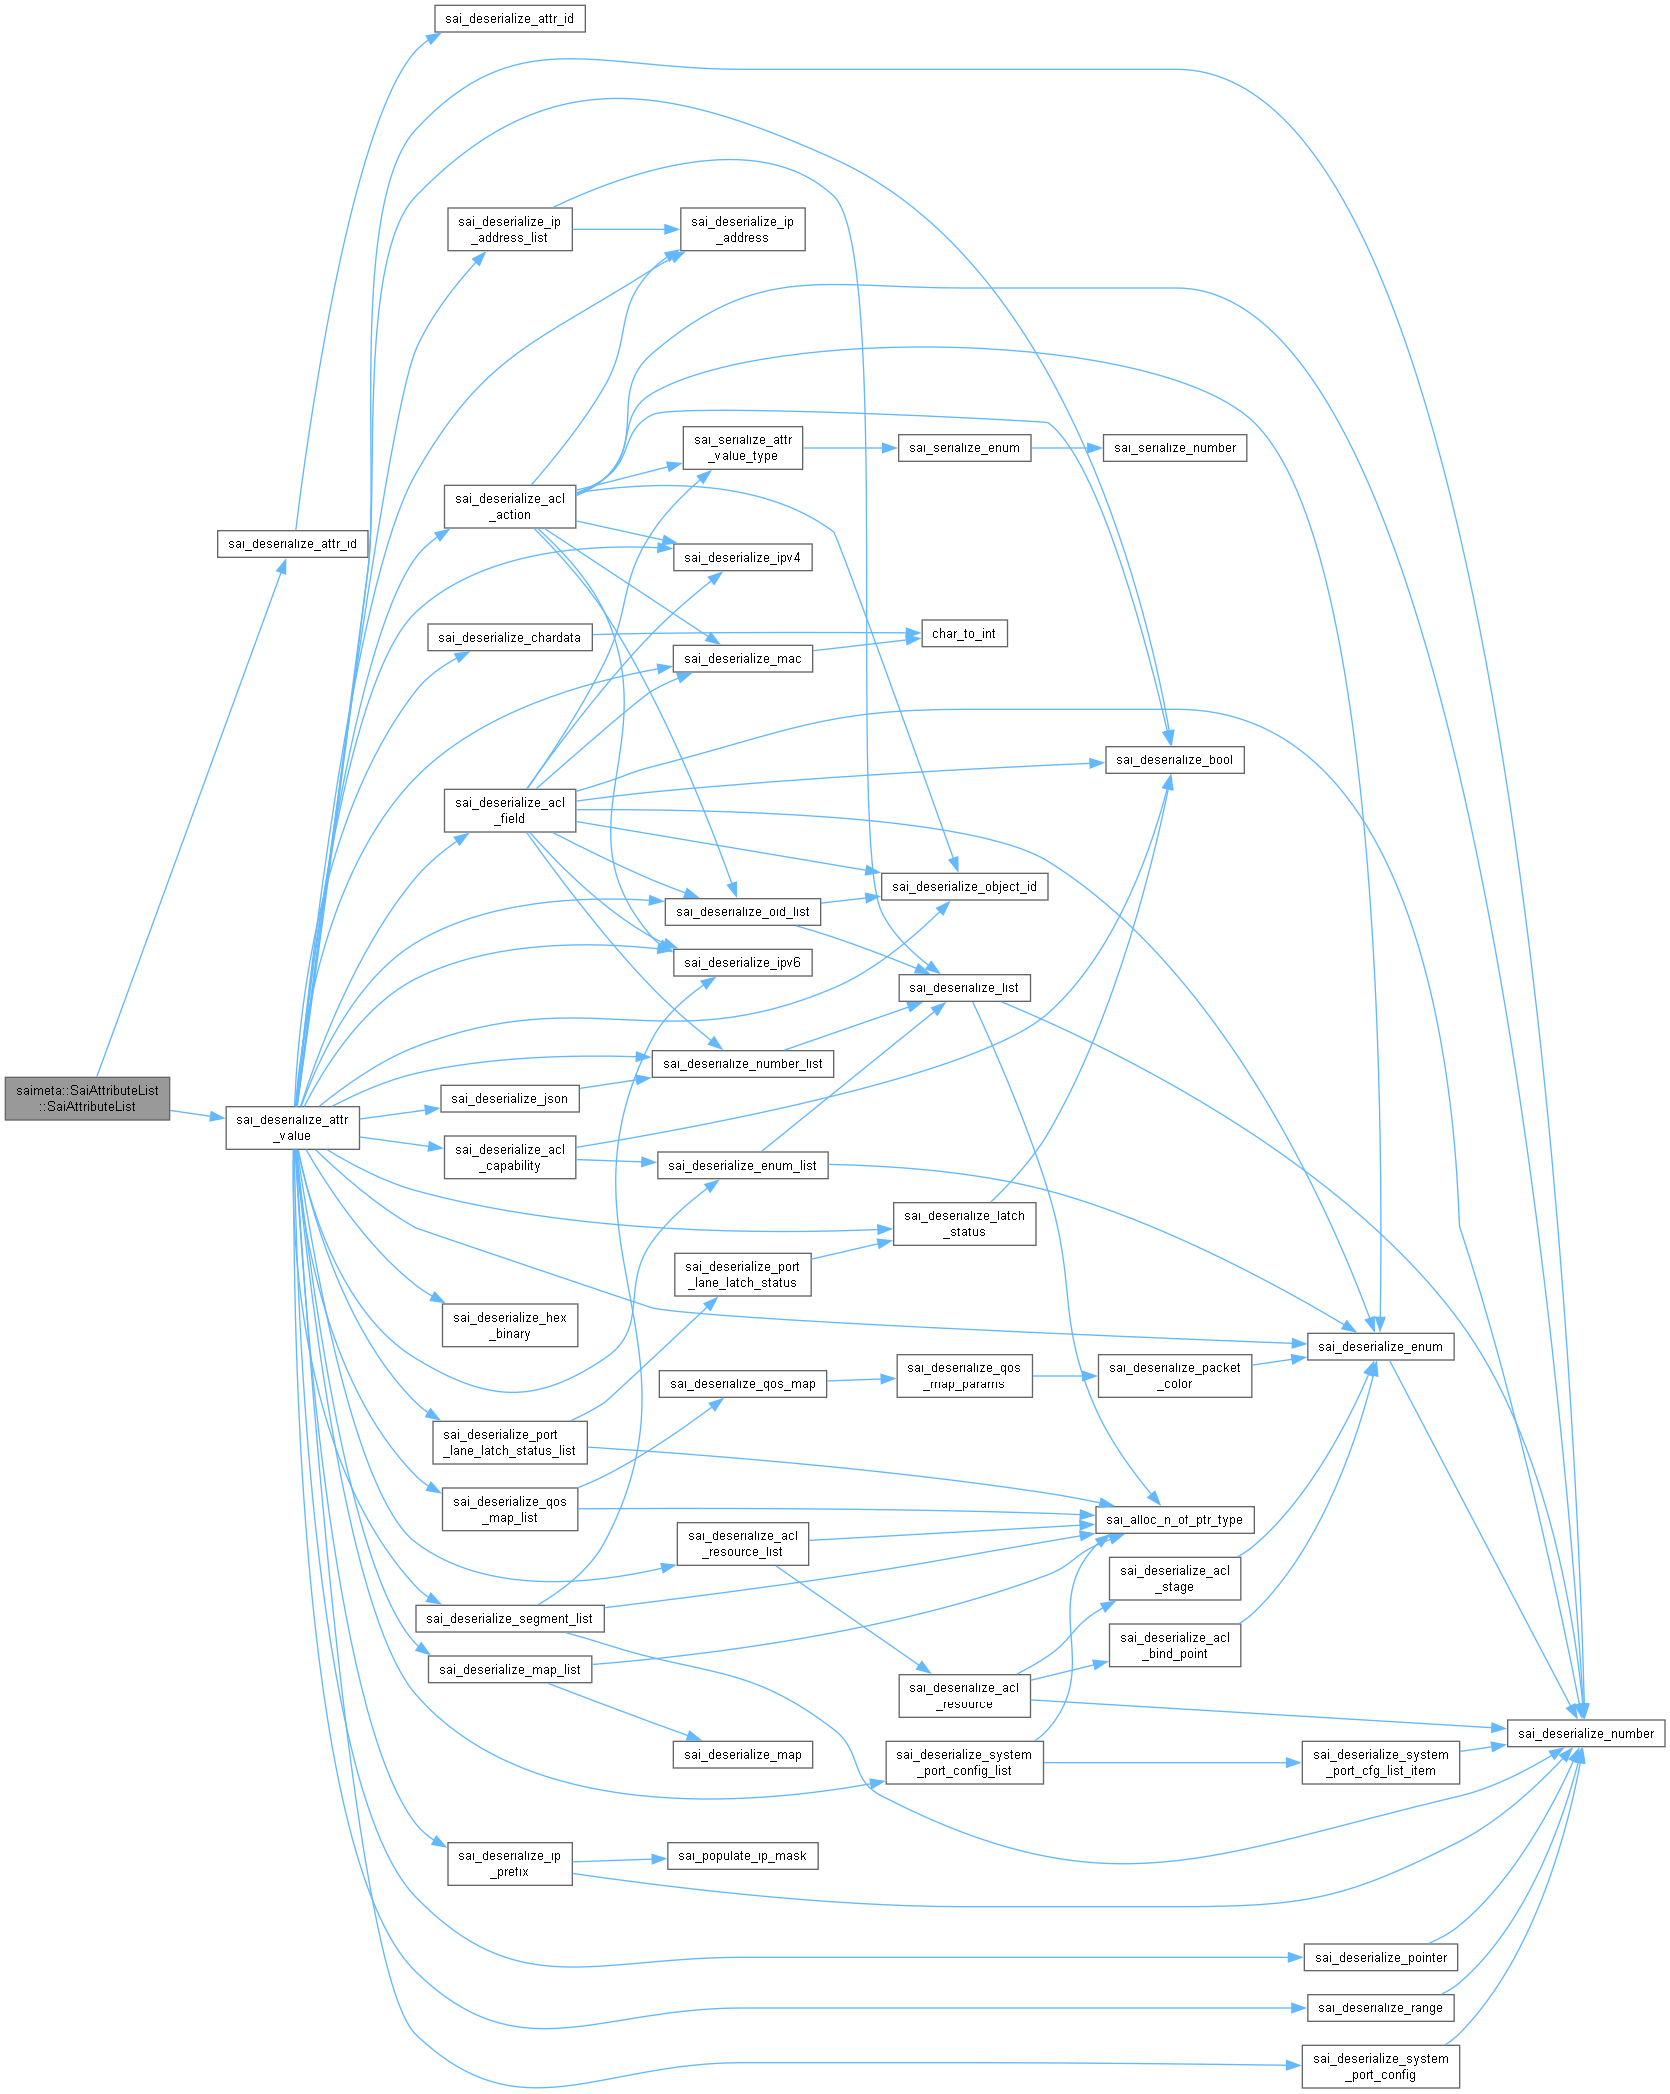 sai_deserialize_attr_id
sai_deserialize_ip
_address_list
sai_deserialize_ip
_address
sai_serialize_attr
_value_type
sai_serialize_enum
sai_serialize_number
sai_deserialize_acl
_action
sai_deserialize_attr_id
sai_deserialize_ipv4
sai_deserialize_chardata
char_to_int
sai_deserialize_mac
sai_deserialize_bool
sai_deserialize_acl
_field
sai_deserialize_object_id
sai_deserialize_oid_list
sai_deserialize_ipv6
sai_deserialize_list
sai_deserialize_number_list
saimeta::SaiAttributeList
::SaiAttributeList
sai_deserialize_json
sai_deserialize_attr
_value
sai_deserialize_acl
_capability
sai_deserialize_enum_list
sai_deserialize_latch
_status
sai_deserialize_port
_lane_latch_status
sai_deserialize_hex
_binary
sai_deserialize_enum
sai_deserialize_qos_map
sai_deserialize_qos
_map_params
sai_deserialize_packet
_color
sai_deserialize_port
_lane_latch_status_list
sai_deserialize_qos
_map_list
sai_alloc_n_of_ptr_type
sai_deserialize_acl
_resource_list
sai_deserialize_acl
_stage
sai_deserialize_segment_list
sai_deserialize_acl
_bind_point
sai_deserialize_map_list
sai_deserialize_acl
_resource
sai_deserialize_number
sai_deserialize_map
sai_deserialize_system
_port_config_list
sai_deserialize_system
_port_cfg_list_item
sai_deserialize_ip
_prefix
sai_populate_ip_mask
sai_deserialize_pointer
sai_deserialize_range
sai_deserialize_system
_port_config